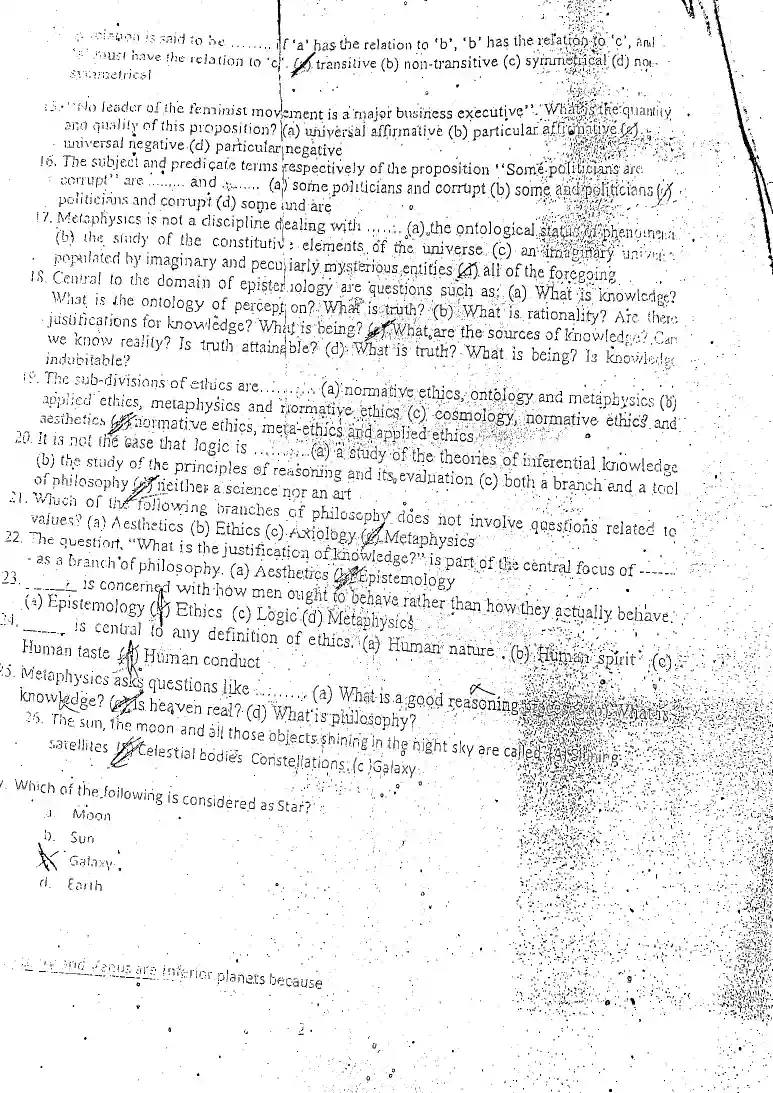 is said to be ........ if 'a' has the relation to 'b', 'b' has the relation to 'c', and
'a' must have the relation to 'c'. (a) transitive (b) non-transitive (c) symmetrical (d) non-
symmetrical
15. "No leader of the feminist movement is a major business executive". What is the quantity
and quality of this proposition? (a) universal affirmative (b) particular affirmative (c)
universal negative (d) particular negative
16. The subject and predicate terms respectively of the proposition "Some politicians are
corrupt" are ........ and ........ (a) some politicians and corrupt (b) some and politicians (c)
politicians and corrupt (d) some and are
17. Metaphysics is not a discipline dealing with ....... (a) the ontological status of phenomena
(b) the study of the constitutive elements of the universe (c) an imaginary universe
populated by imaginary and peculiarly mysterious entities (d) all of the foregoing
18. Central to the domain of epistemology are questions such as: (a) What is knowledge?
What is the ontology of perception? What is truth? (b) What is rationality? Are there
justifications for knowledge? What is being? (c) What are the sources of knowledge? Can
we know reality? Is truth attainable? (d) What is truth? What is being? Is knowledge
indubitable?
19. The sub-divisions of ethics are.......... (a) normative ethics, ontology and metaphysics (b)
applied ethics, metaphysics and normative ethics (c) cosmology, normative ethics and
aesthetics (d) normative ethics, meta-ethics and applied ethics
20. It is not the case that logic is .......... (a) a study of the theories of inferential knowledge
(b) the study of the principles of reasoning and its evaluation (c) both a branch and a tool
of philosophy (d) neither a science nor an art
21. Which of the following branches of philosophy does not involve questions related to
values? (a) Aesthetics (b) Ethics (c) Axiology (d) Metaphysics
22. The question, "What is the justification of knowledge?" is part of the central focus of ------
- as a branch of philosophy. (a) Aesthetics (b) Epistemology
23. ______ is concerned with how men ought to behave rather than how they actually behave.
(a) Epistemology (b) Ethics (c) Logic (d) Metaphysics
24. _____ is central to any definition of ethics. (a) Human nature (b) Human spirit (c)
Human taste (d) Human conduct
25. Metaphysics asks questions like ......... (a) What is a good reasoning What is
knowledge? (c) Is heaven real? (d) What is philosophy?
26. The sun, the moon and all those objects shining in the night sky are called
satellites (b) Celestial bodies Constellations (c )Galaxy
Which of the following is considered as Star?
a. Moon
b. Sun
Galaxy
d. Earth
and Venus are inferior planets because
2